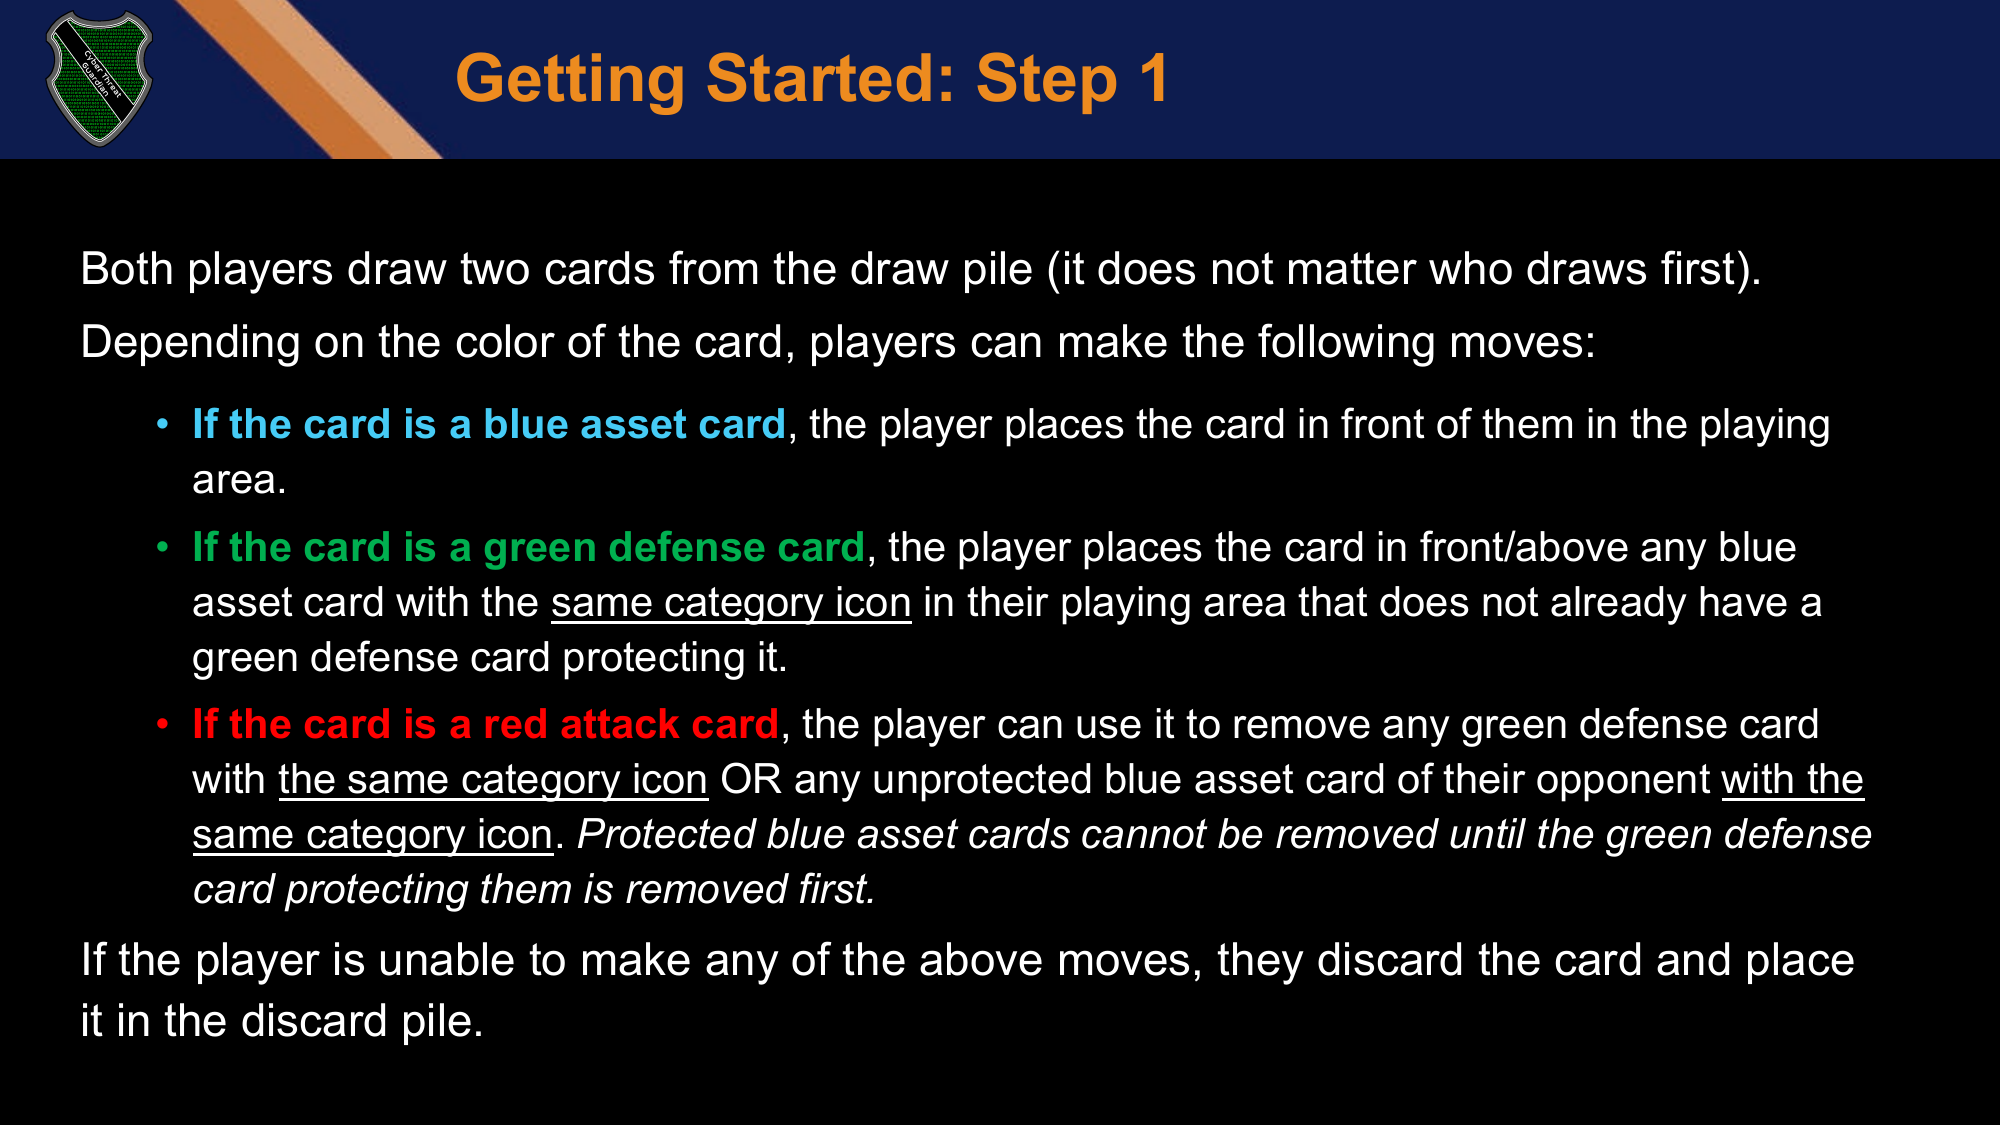 Cyber Threat
Guardian
Getting Started: Step 1
Both players draw two cards from the draw pile (it does not matter who draws first).
Depending on the color of the card, players can make the following moves:
• If the card is a blue asset card, the player places the card in front of them in the playing
area.
• If the card is a green defense card, the player places the card in front/above any blue
asset card with the same category icon in their playing area that does not already have a
green defense card protecting it.
• If the card is a red attack card, the player can use it to remove any green defense card
with the same category icon OR any unprotected blue asset card of their opponent with the
same category icon. Protected blue asset cards cannot be removed until the green defense
card protecting them is removed first.
If the player is unable to make any of the above moves, they discard the card and place
it in the discard pile.